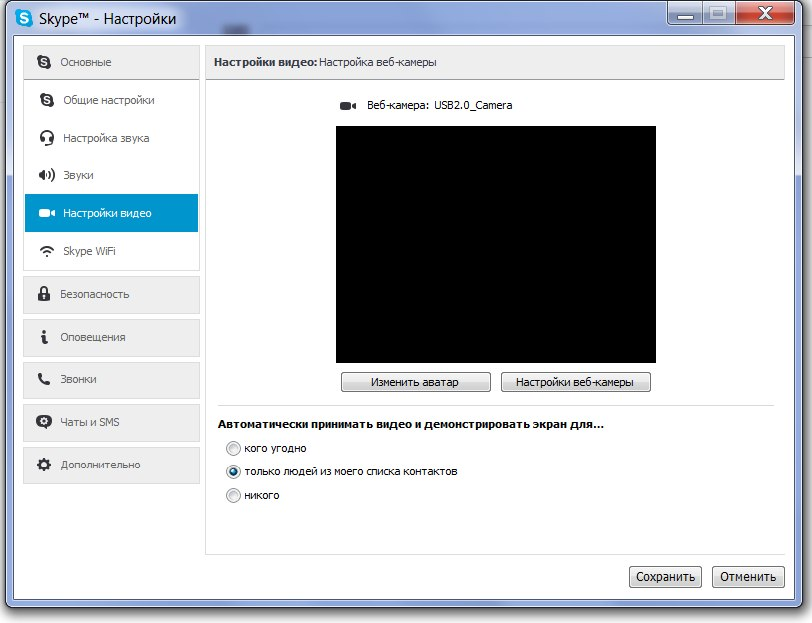 Skype™ - Настройки
Основные
Общие настройки
Настройка звука
Звуки
Настройки видео
Skype WiFi
Безопасность
Оповещения
Звонки
Чаты и SMS
Дополнительно
Настройки видео: Настройка веб-камеры
Веб-камера: USB2.0_Camera
Изменить аватар
Настройки веб-камеры
Автоматически принимать видео и демонстрировать экран для...
кого угодно
только людей из моего списка контактов
никого
Сохранить
Отменить